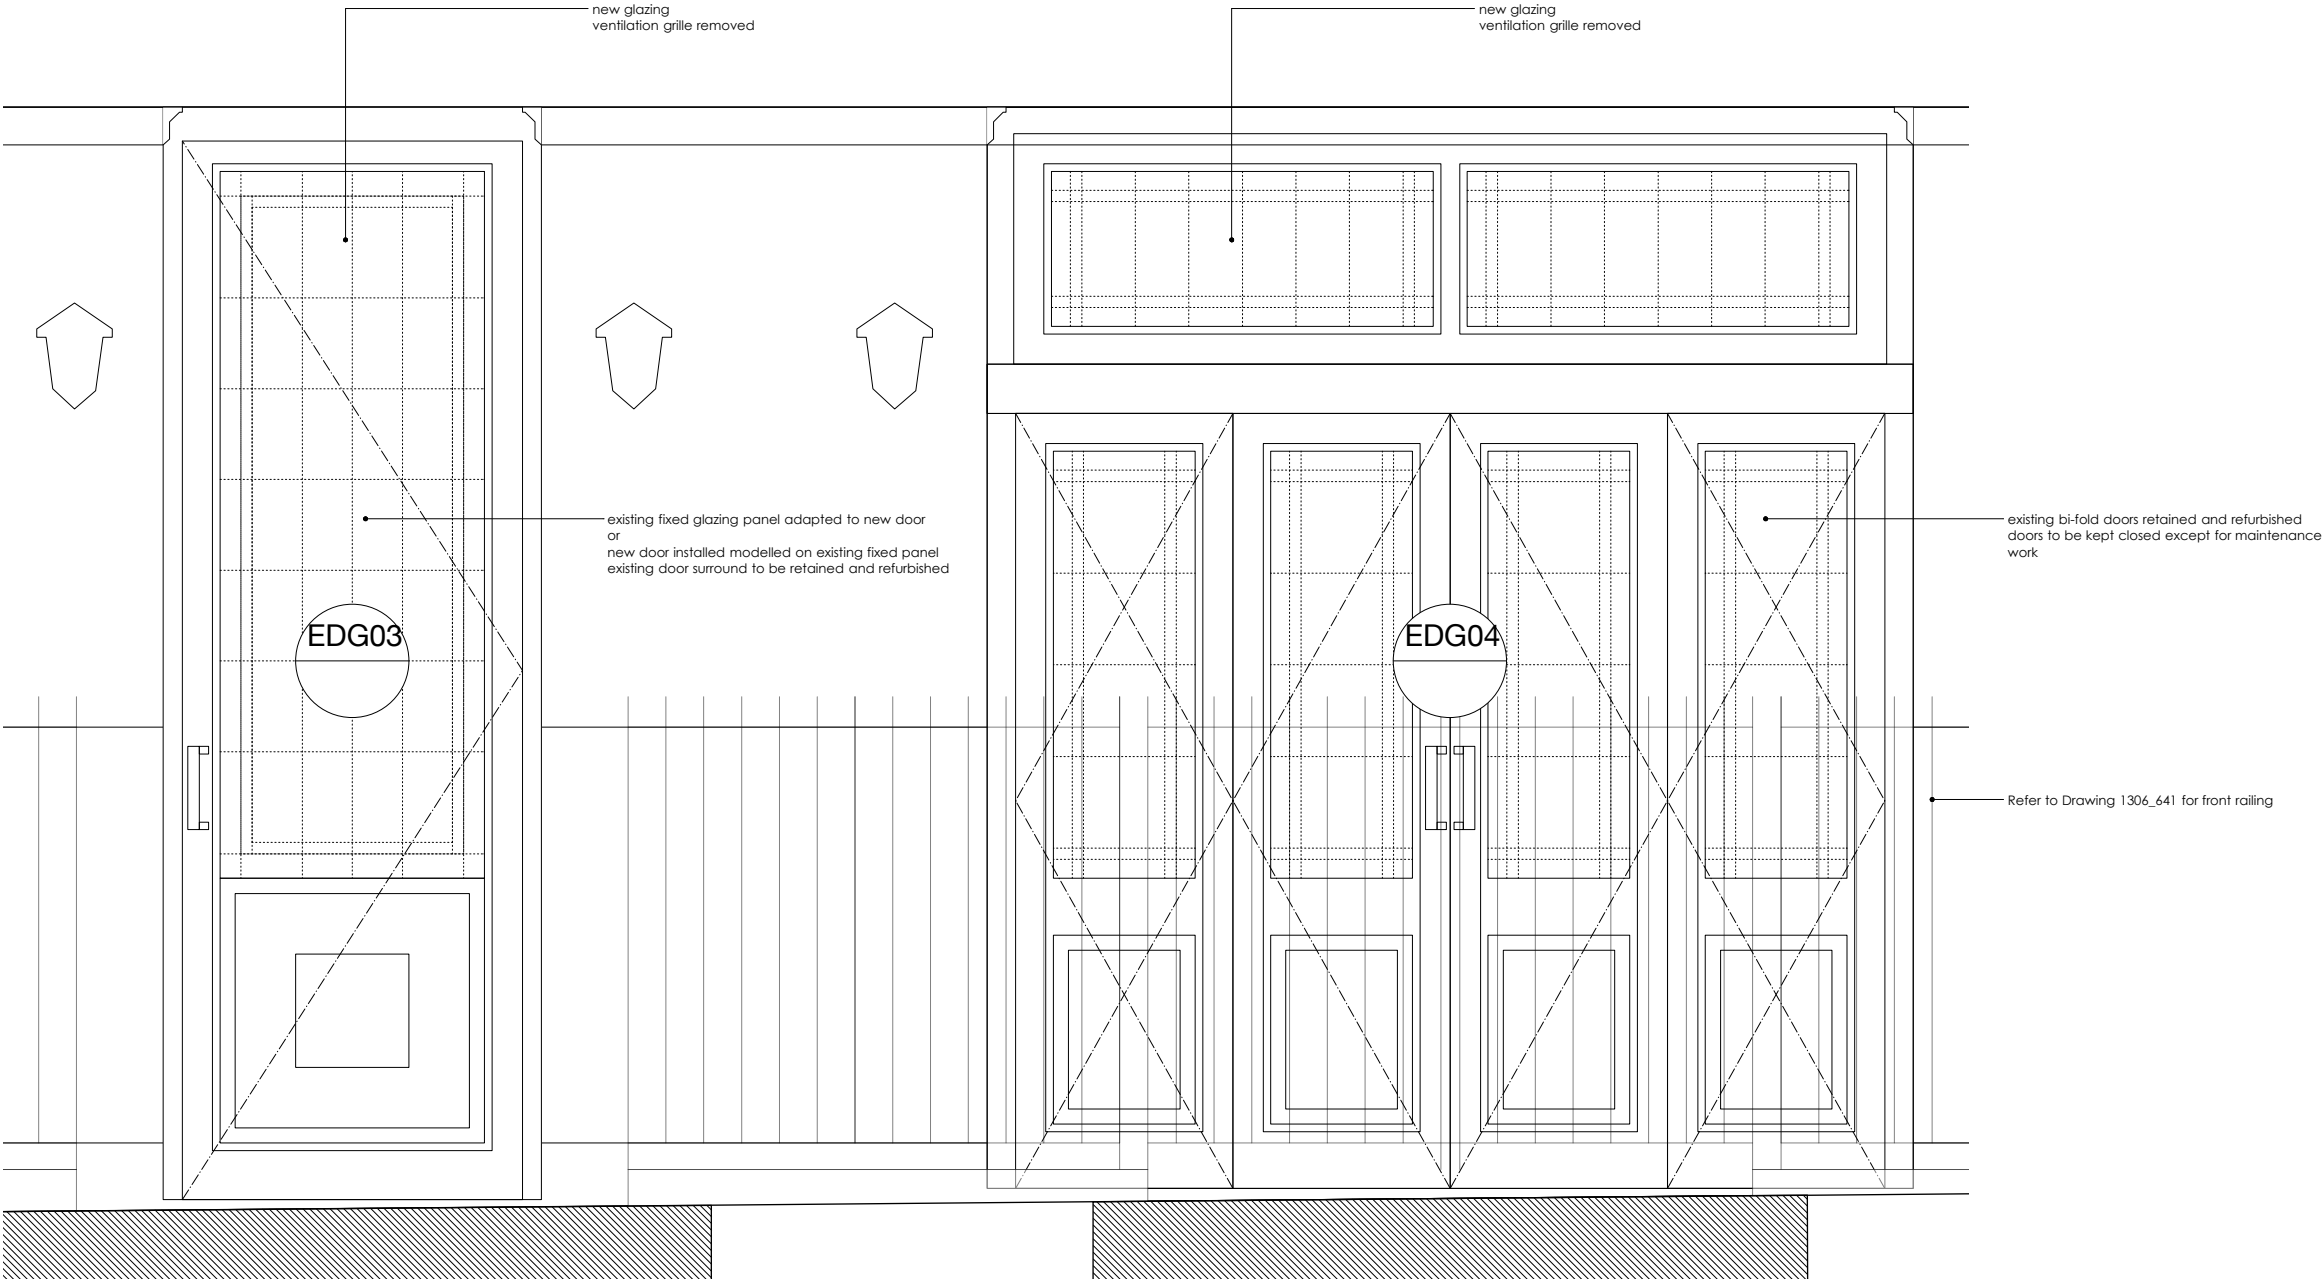 new glazing
ventilation grille removed
new glazing
ventilation grille removed
existing fixed glazing panel adapted to new door
or
new door installed modelled on existing fixed panel
existing door surround to be retained and refurbished
existing bi-fold doors retained and refurbished
doors to be kept closed except for maintenance
work
EDG03
EDG04
Refer to Drawing 1306_641 for front railing